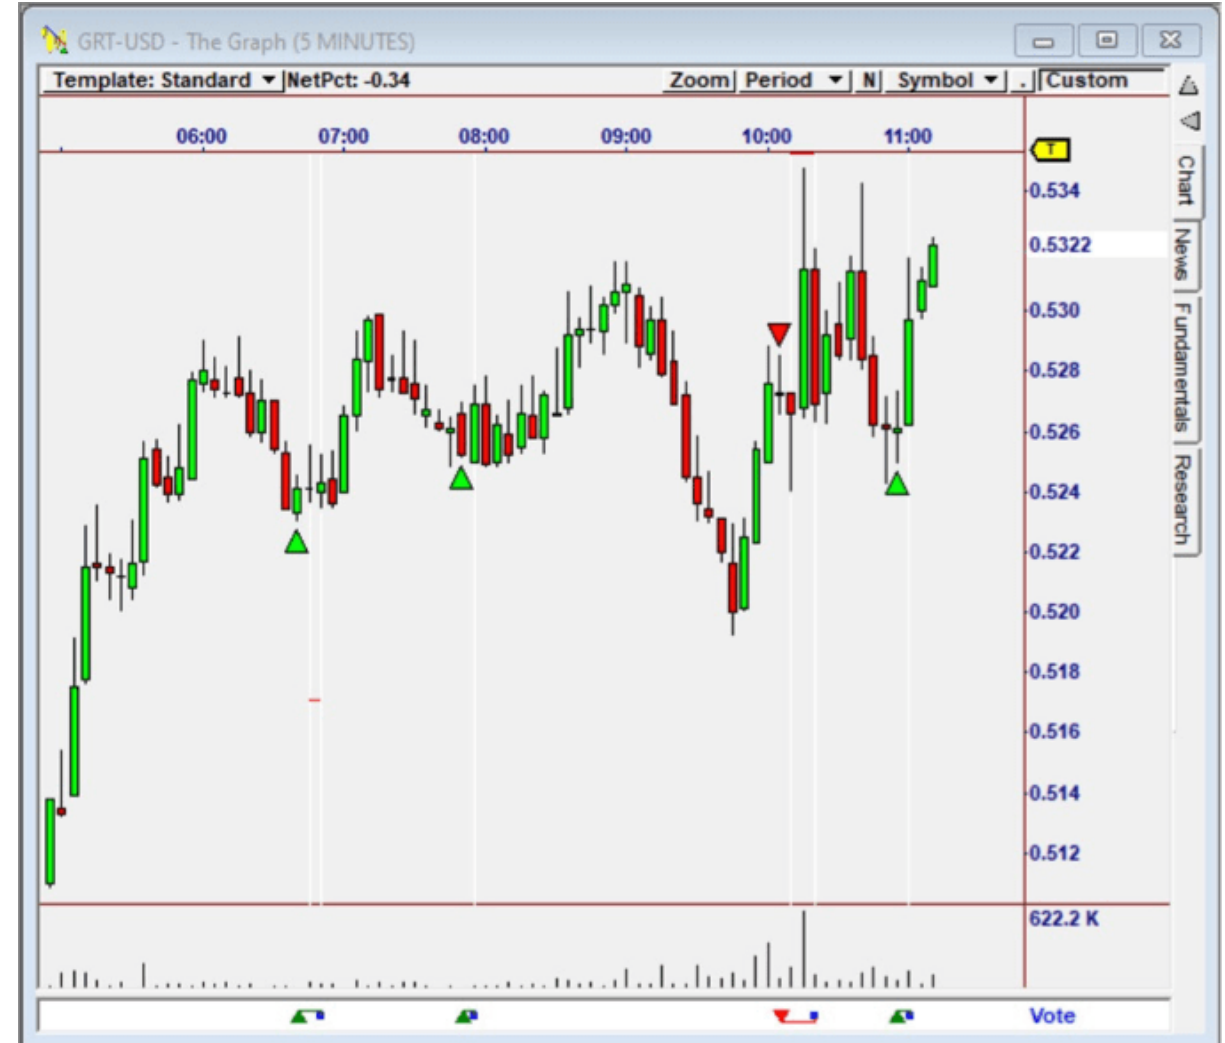 GRT-USD - The Graph (5 MINUTES)
Template: Standard NetPct: -0.34 Zoom Period N Symbol . Custom
06:00 07:00 08:00 09:00 10:00 11:00
T
0.534
0.5322
0.530
0.528
0.526
0.524
0.522
0.520
0.518
0.516
0.514
0.512
622.2 K
Vote
Chart
News
Fundamentals
Research